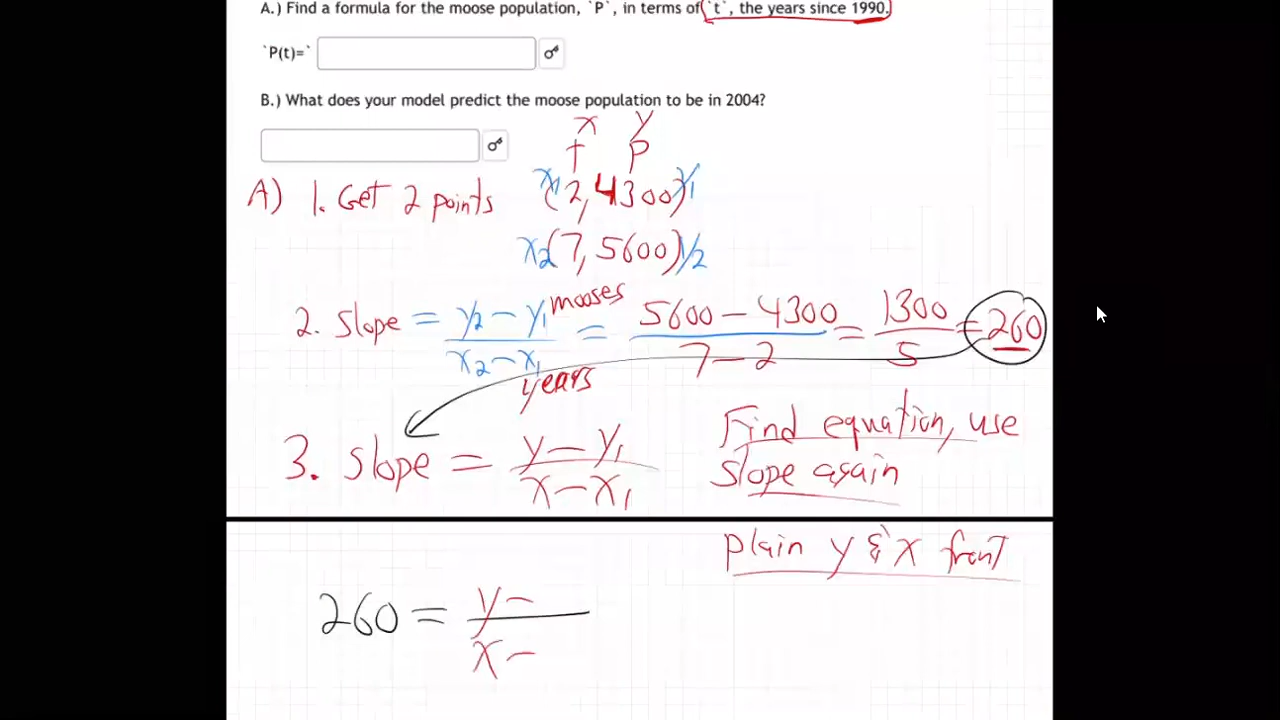 A.) Find a formula for the moose population, `P`, in terms of `t`, the years since 1990.
`P(t)=`
B.) What does your model predict the moose population to be in 2004?
x y
t P
A) 1. Get 2 points x1 (2, 4300) y1
x2 (7, 5600) y2
2. Slope = y2 - y1 / x2 - x1 mooses / years = 5600 - 4300 / 7 - 2 = 1300 / 5 = 260
3. Slope = y - y1 / x - x1 Find equation, use
slope again
plain y & x front
260 = y - / x -